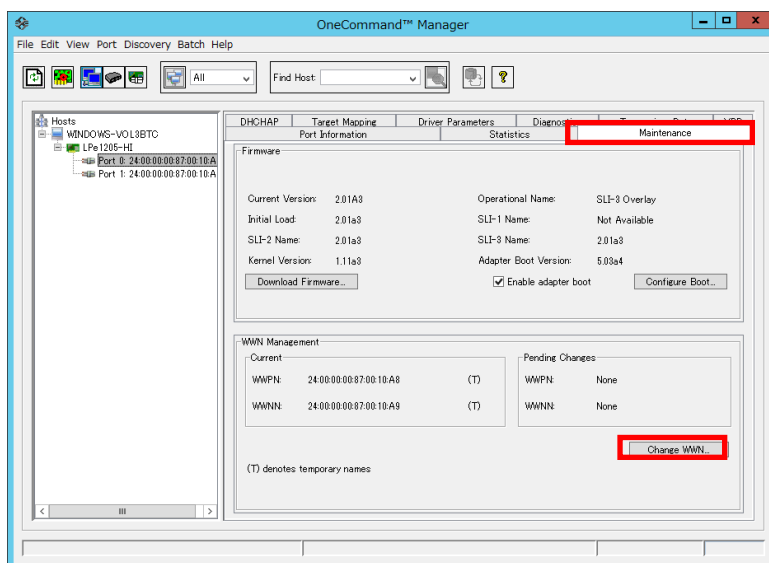 OneCommand™ Manager
File Edit View Port Discovery Batch Help
All
Find Host:
Hosts
WINDOWS-VOL3BTC
LPe1205-HI
Port 0: 24:00:00:00:87:00:10:A
Port 1: 24:00:00:00:87:00:10:A
DHCHAP Target Mapping Driver Parameters
Port Information Statistics Maintenance
Firmware
Current Version: 2.01A3 Operational Name: SLI-3 Overlay
Initial Load: 2.01a3 SLI-1 Name: Not Available
SLI-2 Name: 2.01a3 SLI-3 Name: 2.01a3
Kernel Version: 1.11a3 Adapter Boot Version: 5.03a4
Download Firmware... Enable adapter boot Configure Boot...
WWN Management
Current Pending Changes
WWPN: 24:00:00:00:87:00:10:A8 (T) WWPN: None
WWNN: 24:00:00:00:87:00:10:A9 (T) WWNN: None
Change WWN...
(T) denotes temporary names